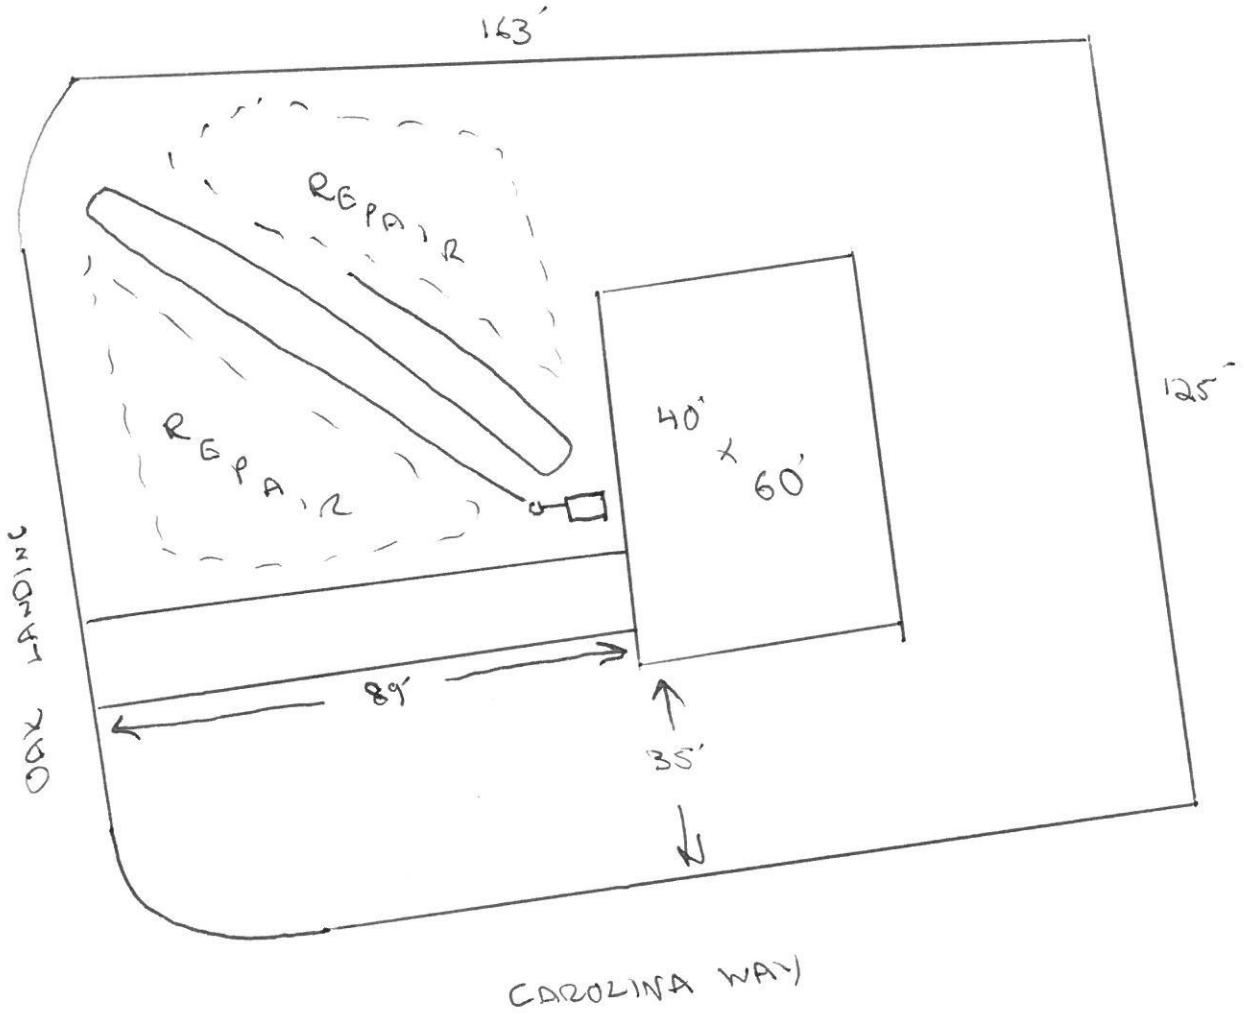 163'
REPAIR
125'
40'
x
60'
REPAIR
OAK LANDING
89'
35'
CAROLINA WAY